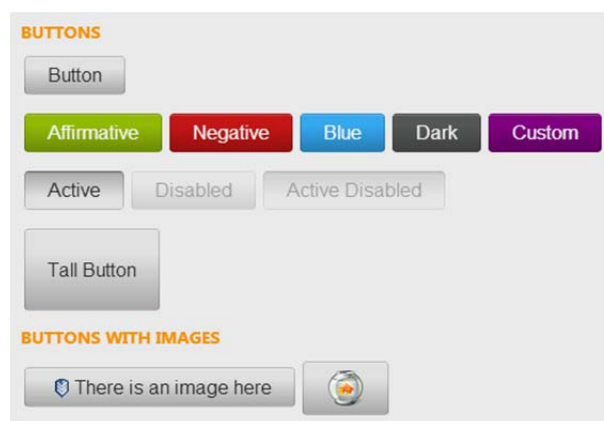 BUTTONS
Button
Affirmative Negative Blue Dark Custom
Active Disabled Active Disabled
Tall Button
BUTTONS WITH IMAGES
There is an image here